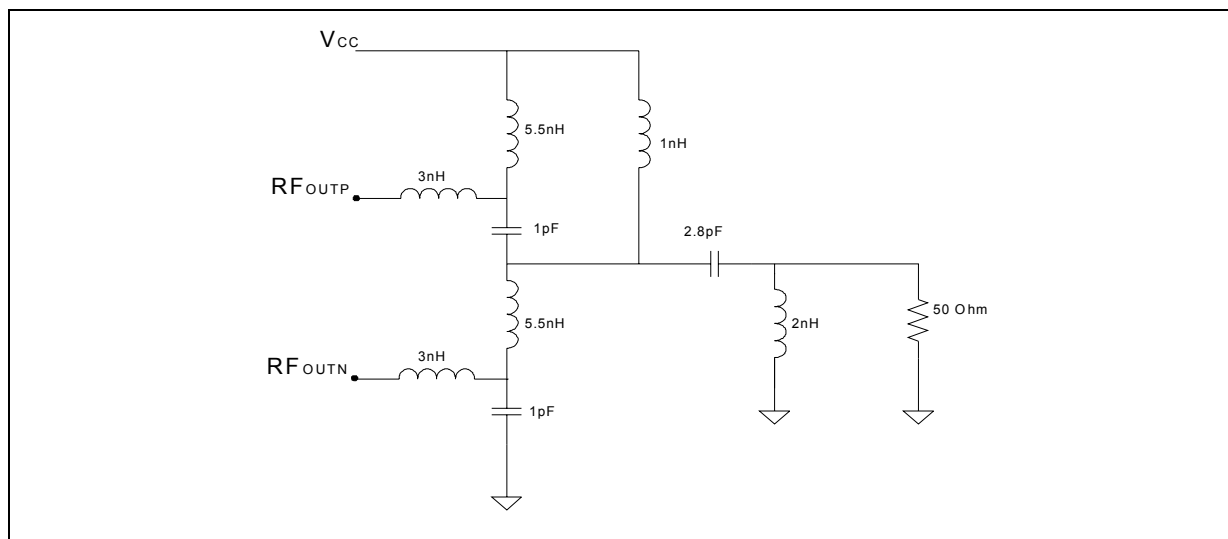 VCC
5.5nH
1nH
3nH
RFOUTP
1pF
2.8pF
5.5nH
2nH
50 Ohm
3nH
RFOUTN
1pF